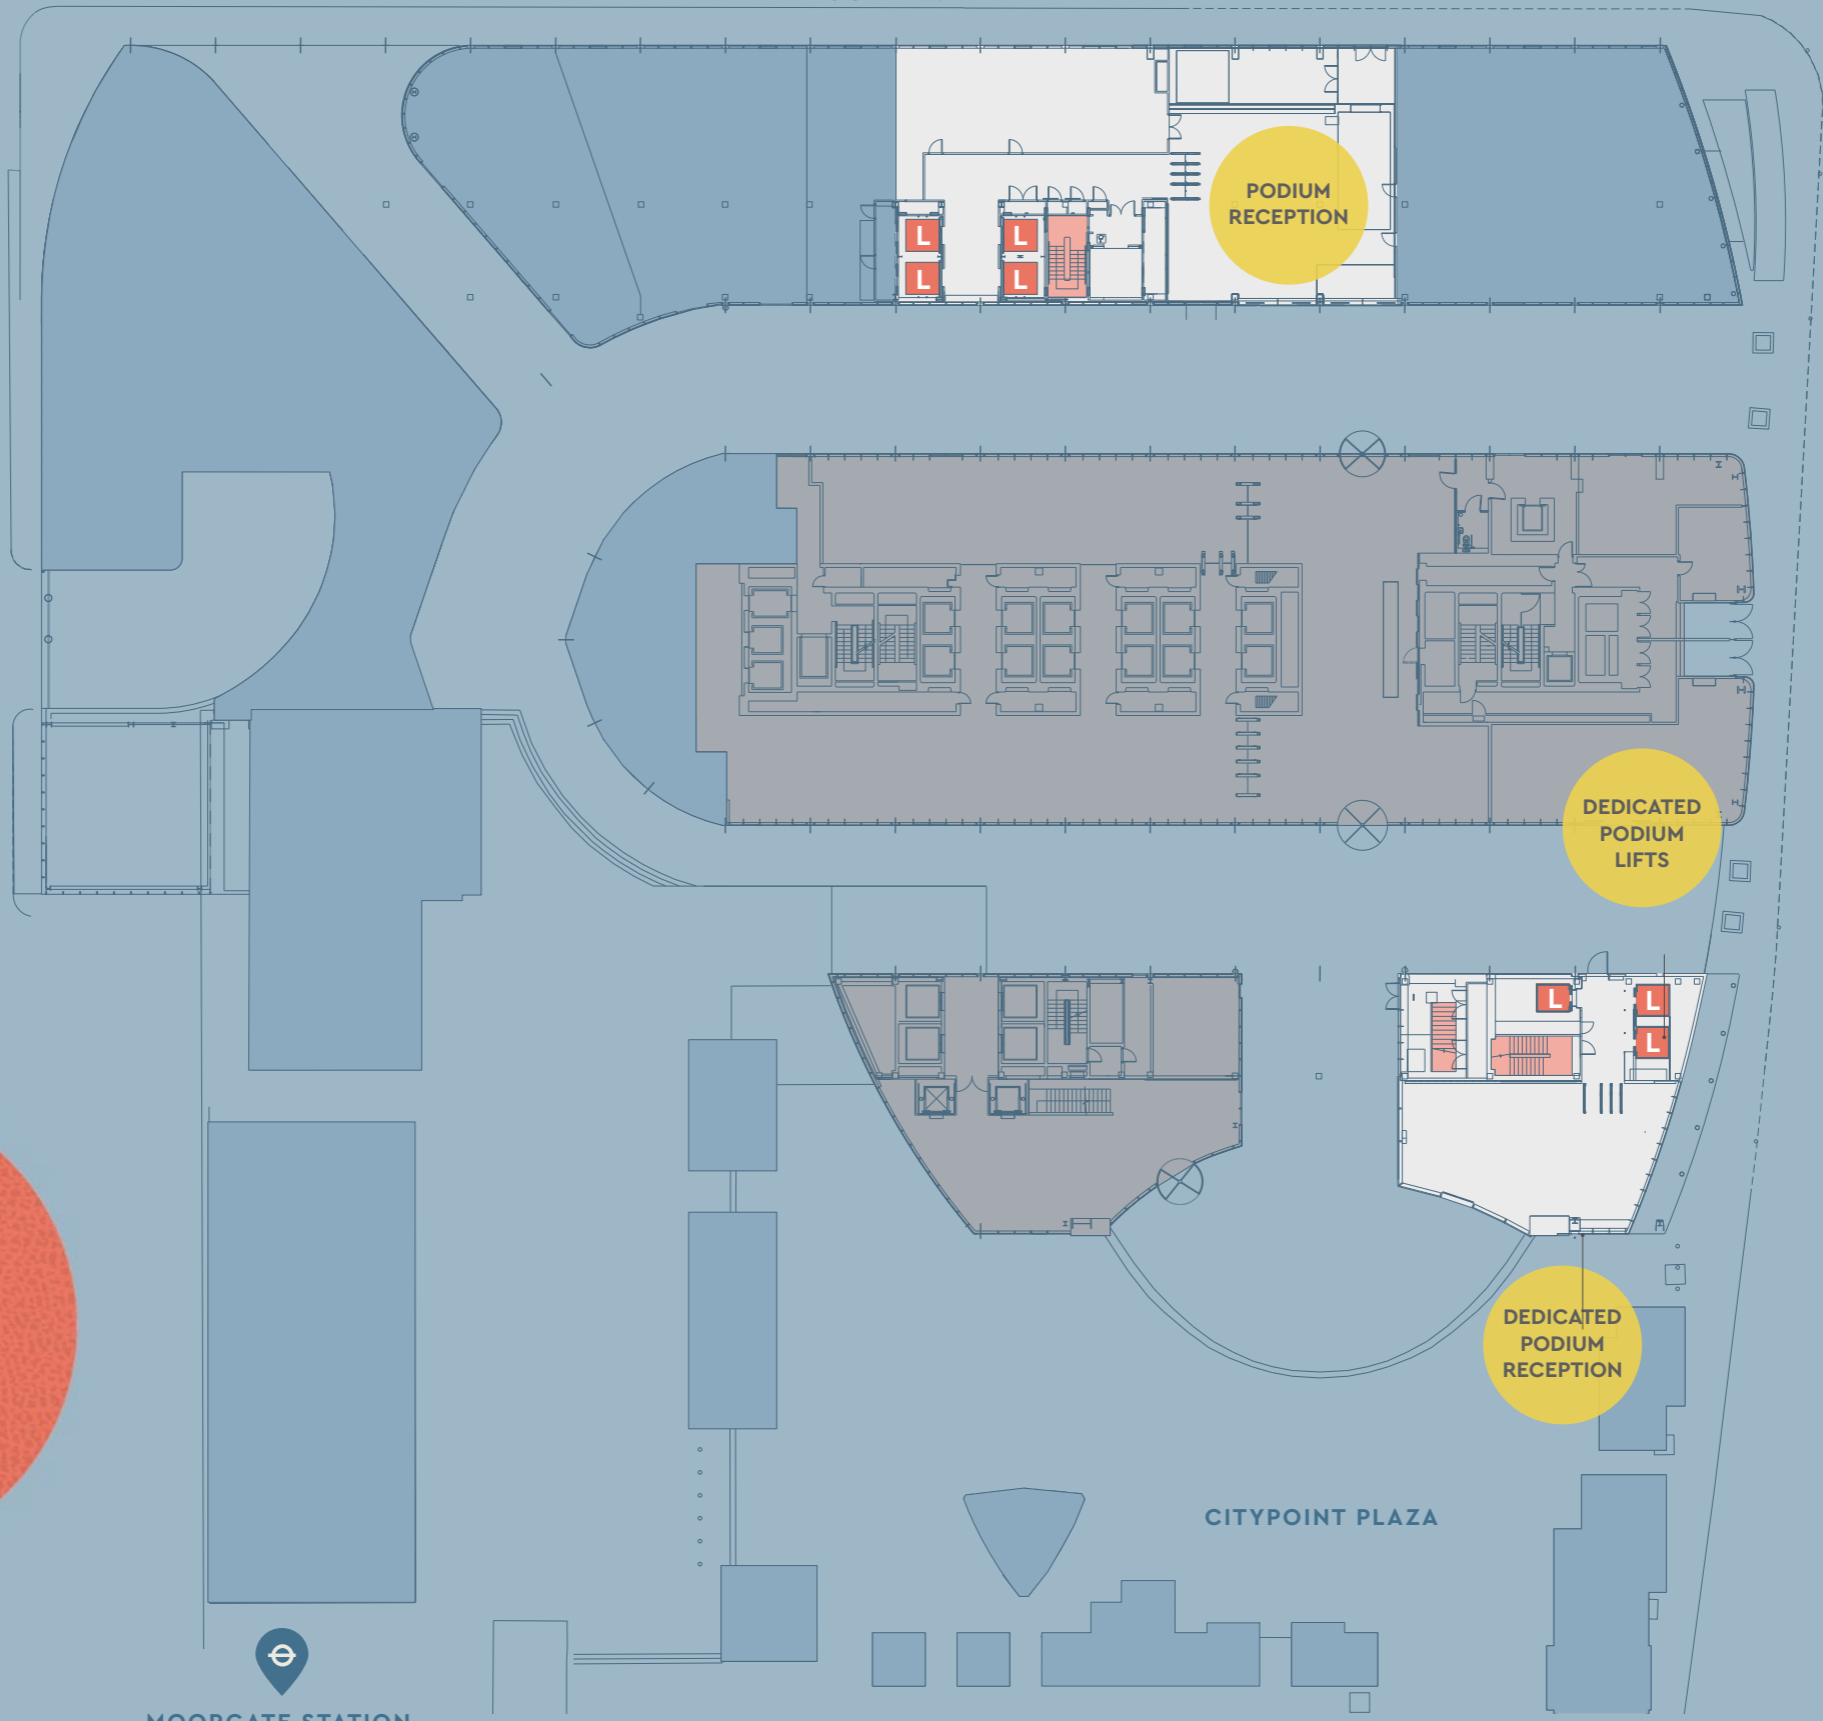 PODIUM
RECEPTION
L
L
L
L
DEDICATED
PODIUM
LIFTS
L
L
L
DEDICATED
PODIUM
RECEPTION
CITYPOINT PLAZA
MOORGATE STATION